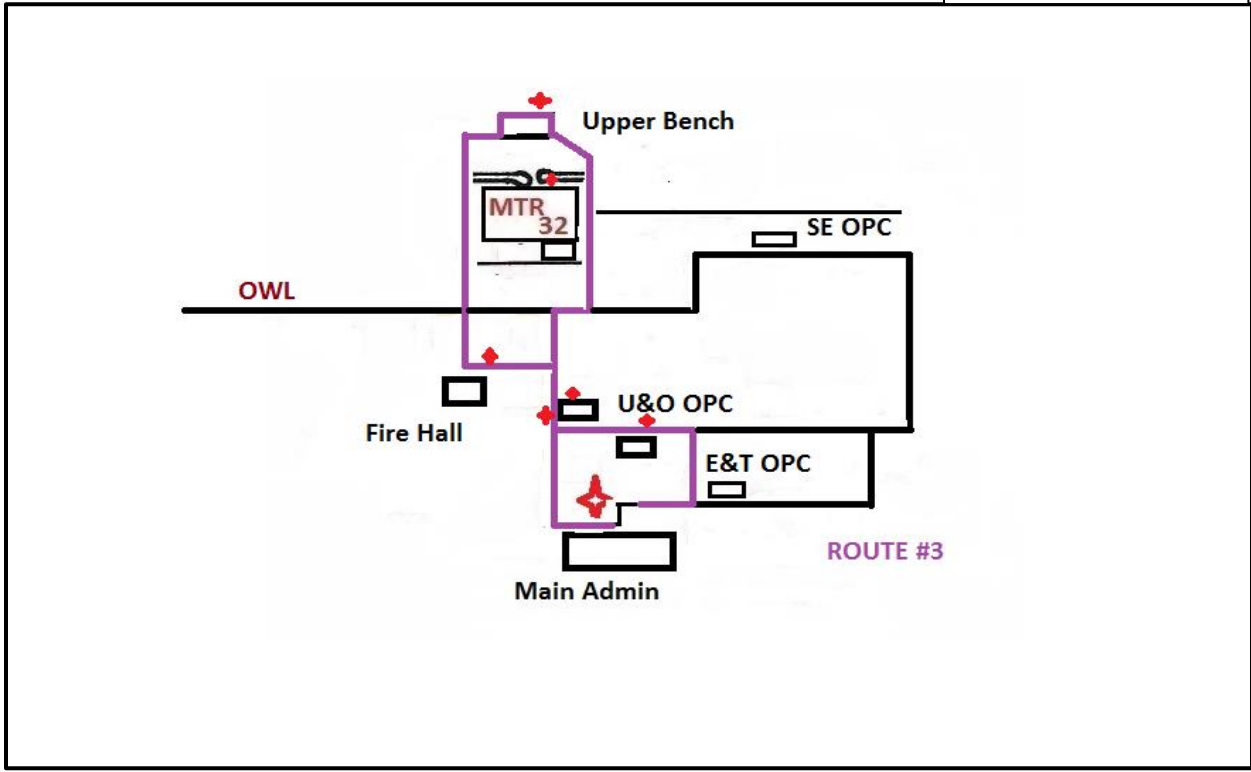 Upper Bench
MTR
32
SE OPC
OWL
U&O OPC
Fire Hall
E&T OPC
ROUTE #3
Main Admin